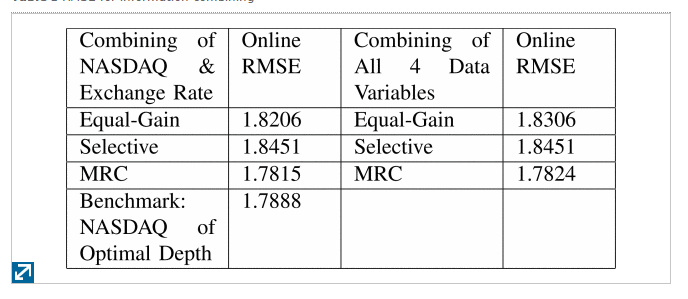 Combining of NASDAQ & Exchange Rate | Online RMSE | Combining of All 4 Data Variables | Online RMSE
Equal-Gain | 1.8206 | Equal-Gain | 1.8306
Selective | 1.8451 | Selective | 1.8451
MRC | 1.7815 | MRC | 1.7824
Benchmark: NASDAQ of Optimal Depth | 1.7888